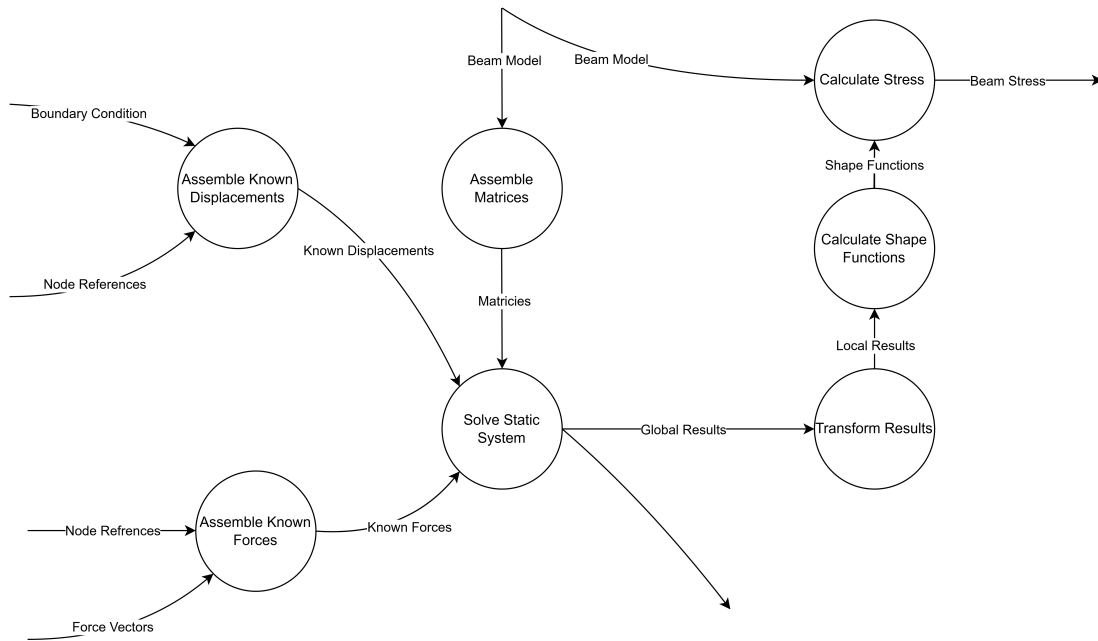 Beam Model
Beam Model
Calculate Stress
Beam Stress
Boundary Condition
Assemble Known
Displacements
Assemble
Matrices
Shape Functions
Calculate Shape
Functions
Known Displacements
Node References
Matricies
Local Results
Solve Static
System
Global Results
Transform Results
Node Refrences
Assemble Known
Forces
Known Forces
Force Vectors